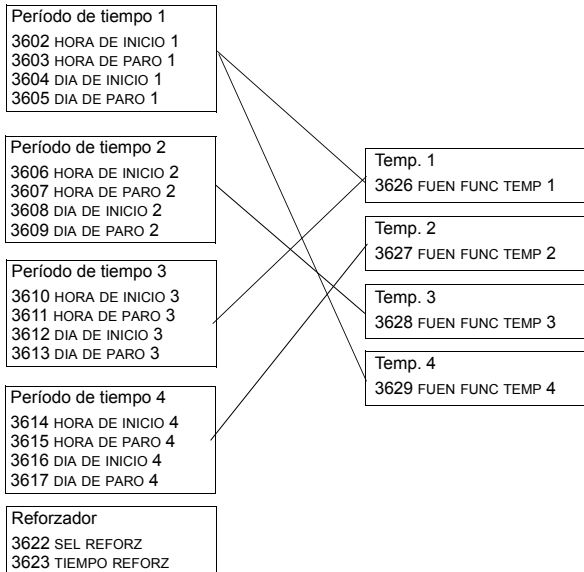 Período de tiempo 1
3602 HORA DE INICIO 1
3603 HORA DE PARO 1
3604 DIA DE INICIO 1
3605 DIA DE PARO 1
Período de tiempo 2
3606 HORA DE INICIO 2
3607 HORA DE PARO 2
3608 DIA DE INICIO 2
3609 DIA DE PARO 2
Período de tiempo 3
3610 HORA DE INICIO 3
3611 HORA DE PARO 3
3612 DIA DE INICIO 3
3613 DIA DE PARO 3
Período de tiempo 4
3614 HORA DE INICIO 4
3615 HORA DE PARO 4
3616 DIA DE INICIO 4
3617 DIA DE PARO 4
Reforzador
3622 SEL REFORZ
3623 TIEMPO REFORZ
Temp. 1
3626 FUEN FUNC TEMP 1
Temp. 2
3627 FUEN FUNC TEMP 2
Temp. 3
3628 FUEN FUNC TEMP 3
Temp. 4
3629 FUEN FUNC TEMP 4